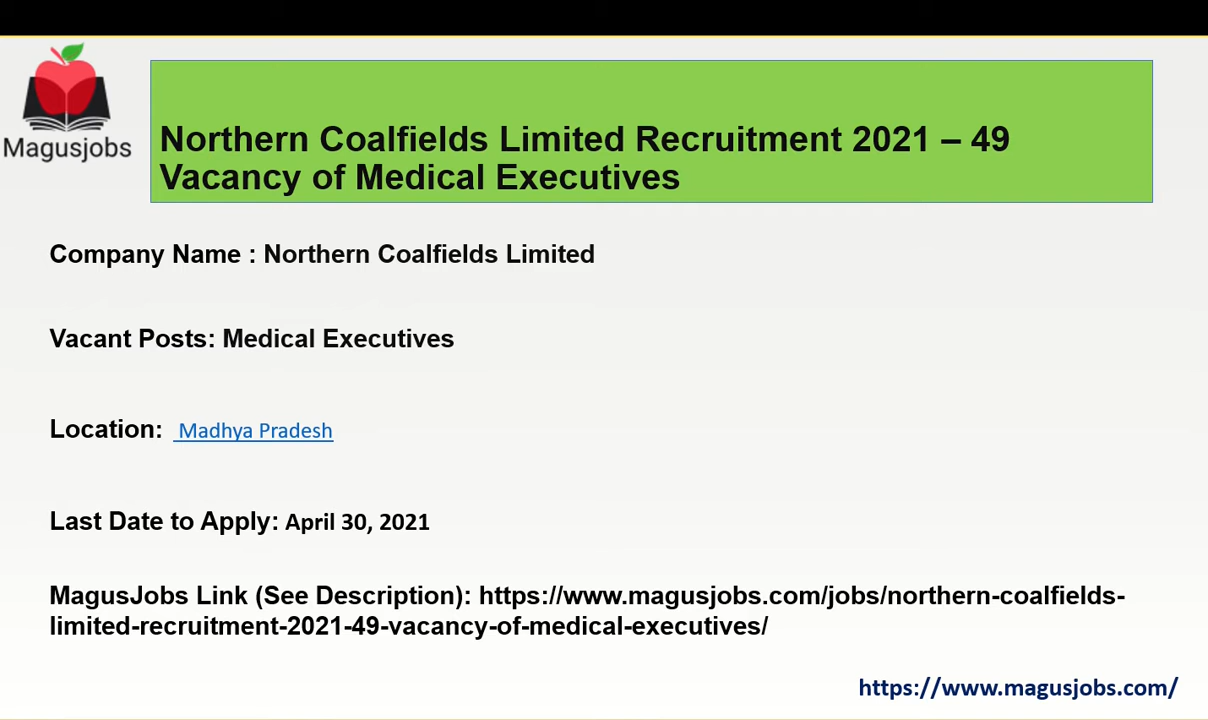 Magusjobs
Northern Coalfields Limited Recruitment 2021 – 49
Vacancy of Medical Executives
Company Name : Northern Coalfields Limited
Vacant Posts: Medical Executives
Location:  Madhya Pradesh
Last Date to Apply: April 30, 2021
MagusJobs Link (See Description): https://www.magusjobs.com/jobs/northern-coalfields-
limited-recruitment-2021-49-vacancy-of-medical-executives/
https://www.magusjobs.com/